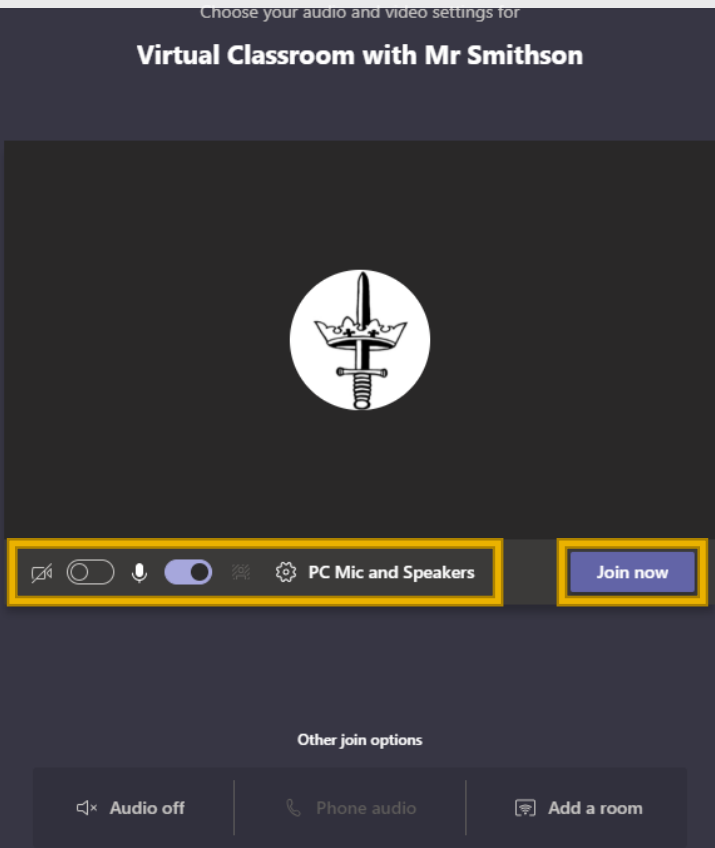 Choose your audio and video settings for
Virtual Classroom with Mr Smithson
PC Mic and Speakers
Join now
Other join options
Audio off
Phone audio
Add a room